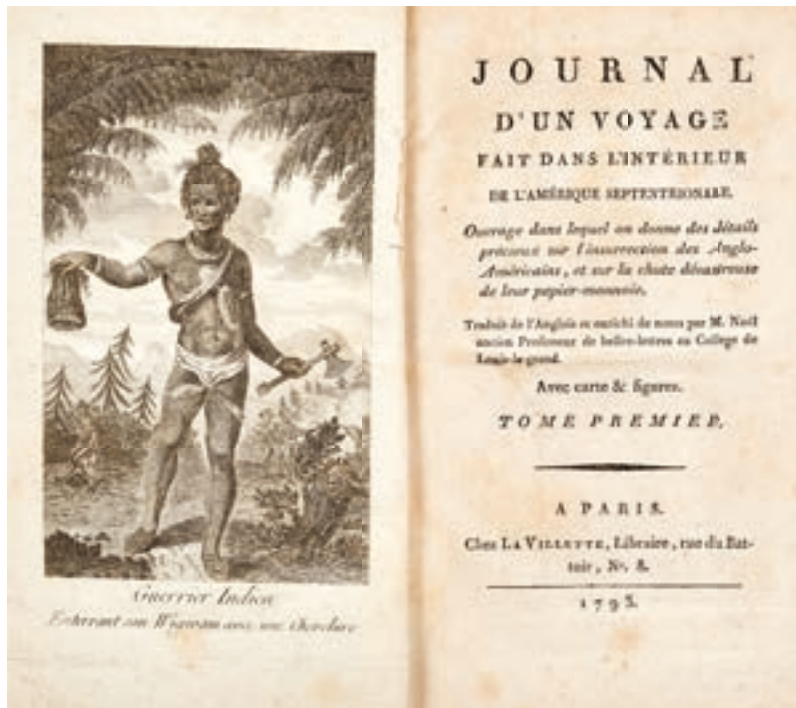 Guerrier Indien
son Wigwam avec une Chevelure
JOURNAL
D'UN VOYAGE
FAIT DANS L'INTÉRIEUR
DE L'AMÉRIQUE SEPTENTRIONALE.
Ouvrage dans lequel on donne des détails
précieux sur l'insurrection des Anglo-
Américains, et sur la chute désastreuse
de leur papier-monnoie.
Traduit de l'Anglois et enrichi de notes par M. Noël
ancien Professeur de belles-lettres au College de
Louis-le-grand.
Avec carte & figures.
TOME PREMIER.
A PARIS.
Chez LA VILLETTE, Libraire, rue du Bat-
toir, Nº. 8.